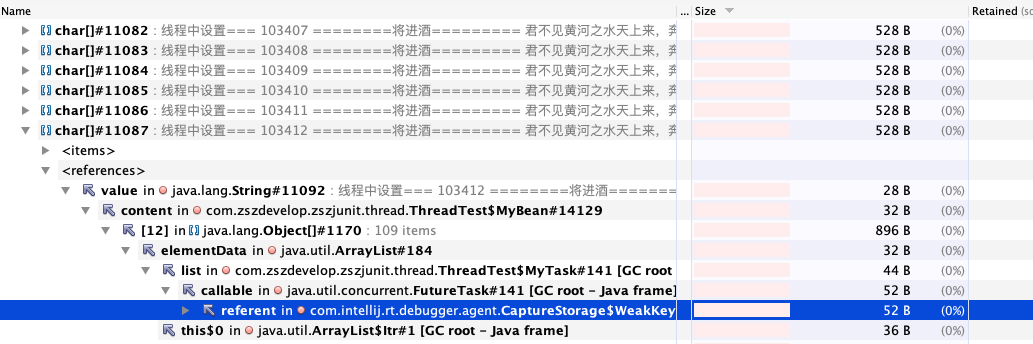 Name ... Size Retained (sc
char[]#11082 : 线程中设置=== 103407 ========将进酒========= 君不见黄河之水天上来，奔 528 B (0%)
char[]#11083 : 线程中设置=== 103408 ========将进酒========= 君不见黄河之水天上来，奔 528 B (0%)
char[]#11084 : 线程中设置=== 103409 ========将进酒========= 君不见黄河之水天上来，奔 528 B (0%)
char[]#11085 : 线程中设置=== 103410 ========将进酒========= 君不见黄河之水天上来，奔 528 B (0%)
char[]#11086 : 线程中设置=== 103411 ========将进酒========= 君不见黄河之水天上来，奔 528 B (0%)
char[]#11087 : 线程中设置=== 103412 ========将进酒========= 君不见黄河之水天上来，奔 528 B (0%)
<items>
<references>
value in java.lang.String#11092 : 线程中设置=== 103412 ========将进酒======= 28 B (0%)
content in com.zszdevelop.zszjunit.thread.ThreadTest$MyBean#14129 32 B (0%)
[12] in java.lang.Object[]#1170 : 109 items 896 B (0%)
elementData in java.util.ArrayList#184 32 B (0%)
list in com.zszdevelop.zszjunit.thread.ThreadTest$MyTask#141 [GC root 44 B (0%)
callable in java.util.concurrent.FutureTask#141 [GC root - Java frame] 52 B (0%)
referent in com.intellij.rt.debugger.agent.CaptureStorage$WeakKey 52 B (0%)
this$0 in java.util.ArrayList$Itr#1 [GC root - Java frame] 36 B (0%)